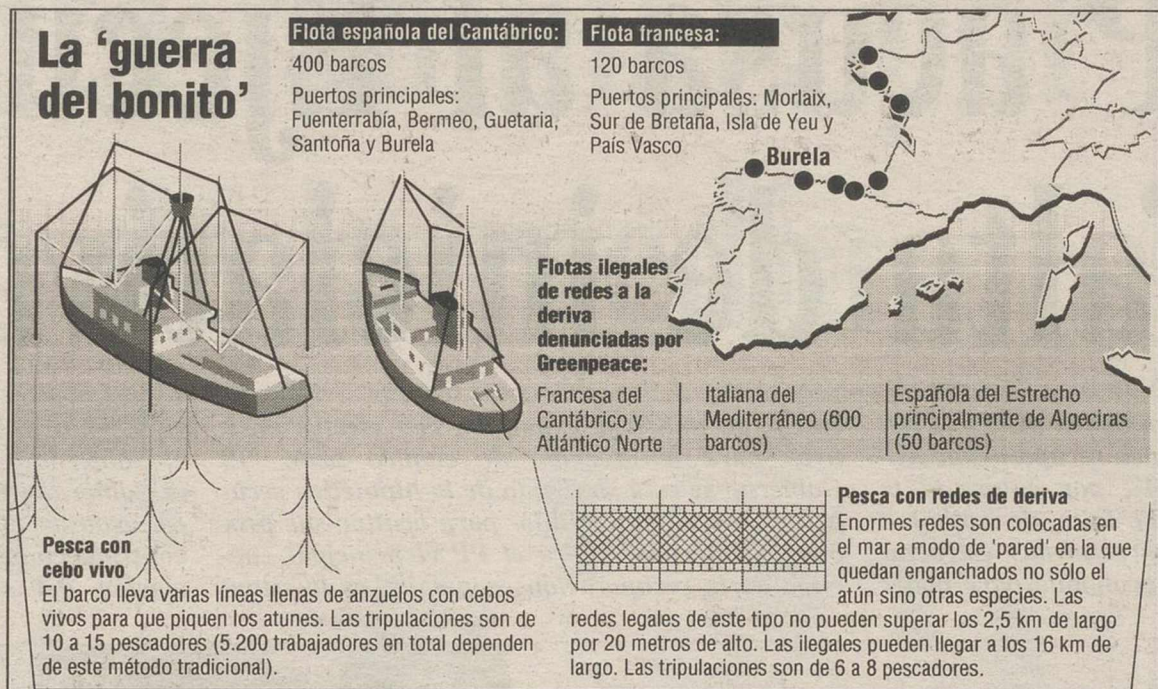 La 'guerra
del bonito'
Flota española del Cantábrico:
400 barcos
Puertos principales:
Fuenterrabía, Bermeo, Guetaria,
Santoña y Burela
Flota francesa:
120 barcos
Puertos principales: Morlaix,
Sur de Bretaña, Isla de Yeu y
País Vasco
Burela
Flotas ilegales
de redes a la
deriva
denunciadas por
Greenpeace:
Francesa del
Cantábrico y
Atlántico Norte
Italiana del
Mediterráneo (600
barcos)
Española del Estrecho
principalmente de Algeciras
(50 barcos)
Pesca con
cebo vivo
El barco lleva varias líneas llenas de anzuelos con cebos
vivos para que piquen los atunes. Las tripulaciones son de
10 a 15 pescadores (5.200 trabajadores en total dependen
de este método tradicional).
Pesca con redes de deriva
Enormes redes son colocadas en
el mar a modo de 'pared' en la que
quedan enganchados no sólo el
atún sino otras especies. Las
redes legales de este tipo no pueden superar los 2,5 km de largo
por 20 metros de alto. Las ilegales pueden llegar a los 16 km de
largo. Las tripulaciones son de 6 a 8 pescadores.